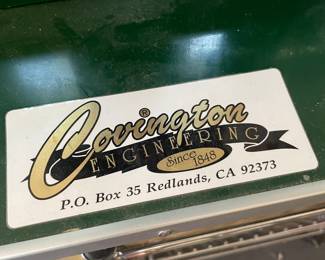 Covington®
ENGINEERING
Since
1848
P.O. Box 35 Redlands, CA 92373